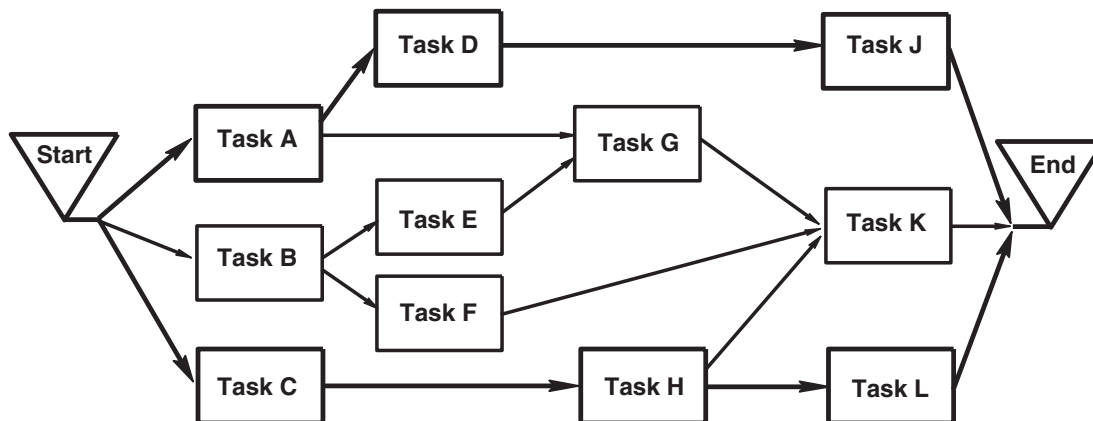 Task D
Task J
Task A
Start
Task G
End
Task E
Task K
Task B
Task F
Task C
Task H
Task L